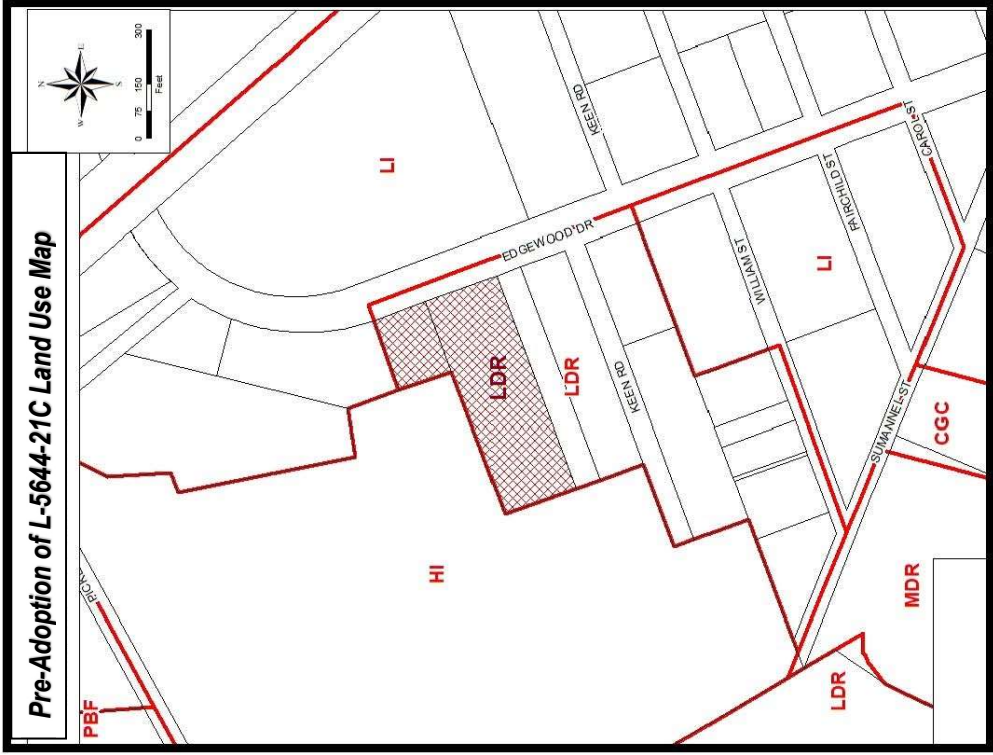 Pre-Adoption of L-5644-21C Land Use Map
N
W
E
S
0 75 150 300
Feet
PBF
LI
KEEN RD
EDGEWOOD DR
LDR
LDR
HI
KEEN RD
WILLIAM ST
FAIRCHILD ST
CAROL ST
LI
SUMANNEL ST
CGC
MDR
LDR